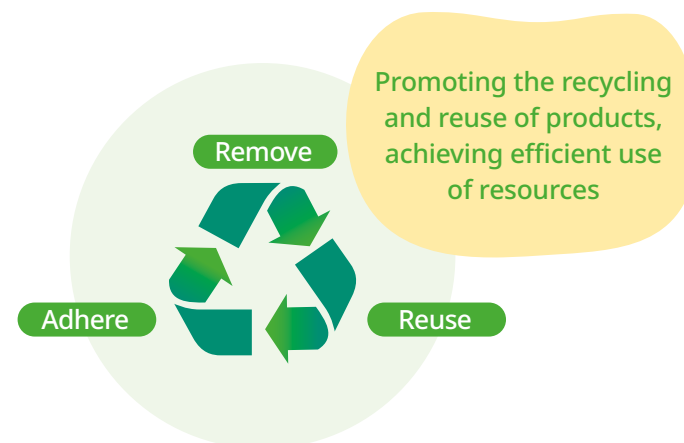 Promoting the recycling
and reuse of products,
achieving efficient use
of resources
Remove
Adhere
Reuse